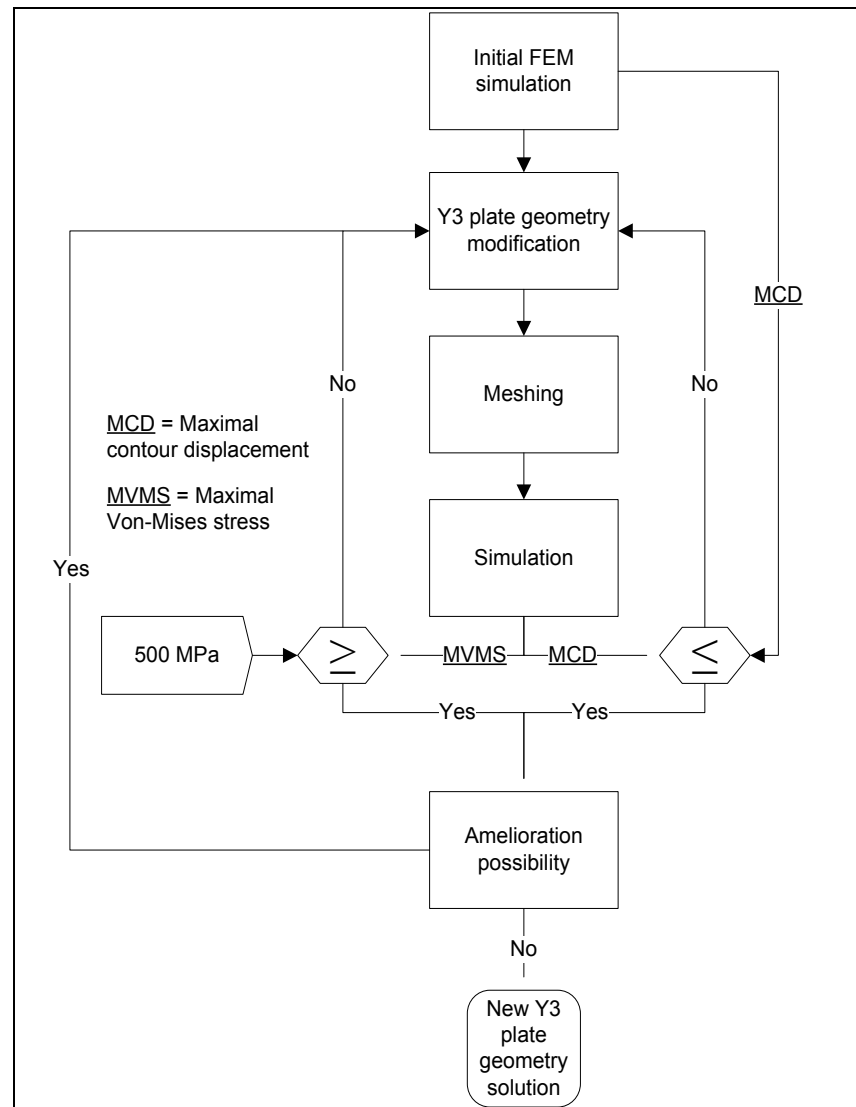 Initial FEM
simulation
Y3 plate geometry
modification
MCD
No
No
Meshing
MCD = Maximal
contour displacement
MVMS = Maximal
Von-Mises stress
Simulation
Yes
500 MPa
≥
MVMS
MCD
≤
Yes
Yes
Amelioration
possibility
No
New Y3
plate
geometry
solution